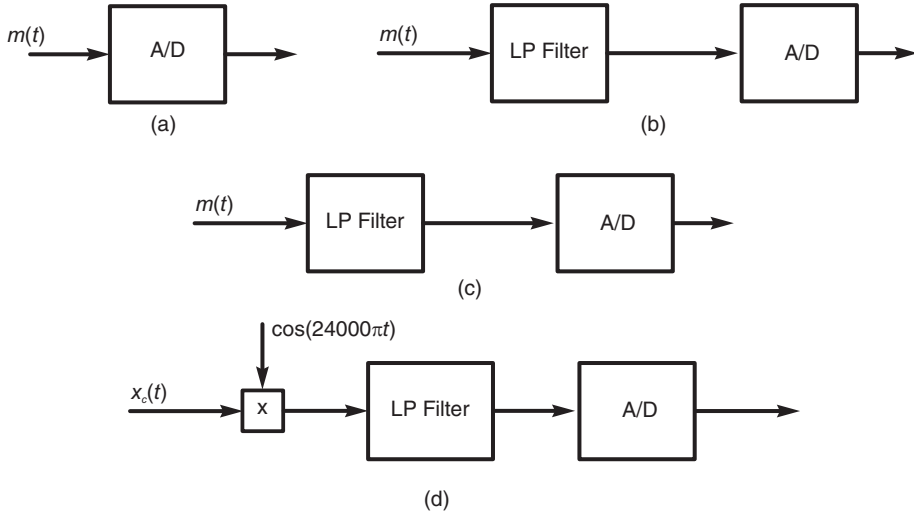 m(t)
A/D
(a)
m(t)
LP Filter
A/D
(b)
m(t)
LP Filter
A/D
(c)
cos(24000πt)
x_c(t)
x
LP Filter
A/D
(d)